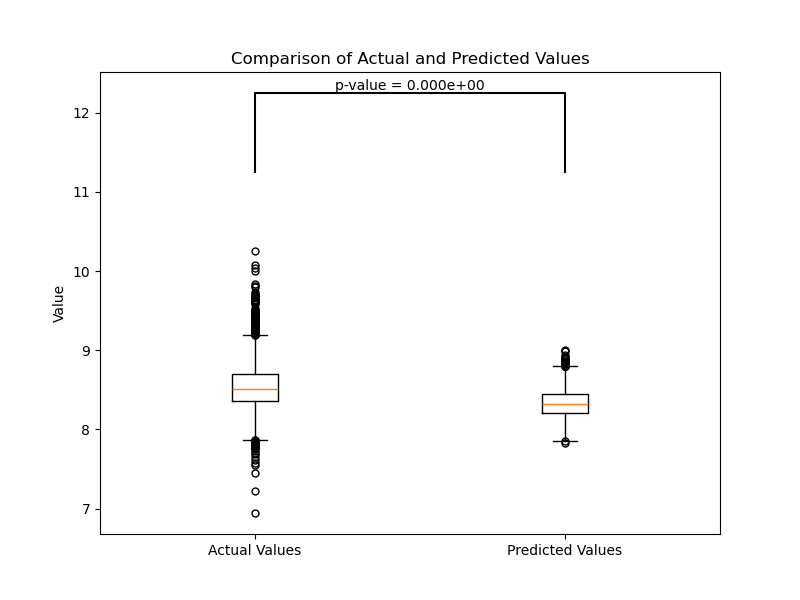 Comparison of Actual and Predicted Values
p-value = 0.000e+00
12
11
10
9
8
7
Value
Actual Values
Predicted Values